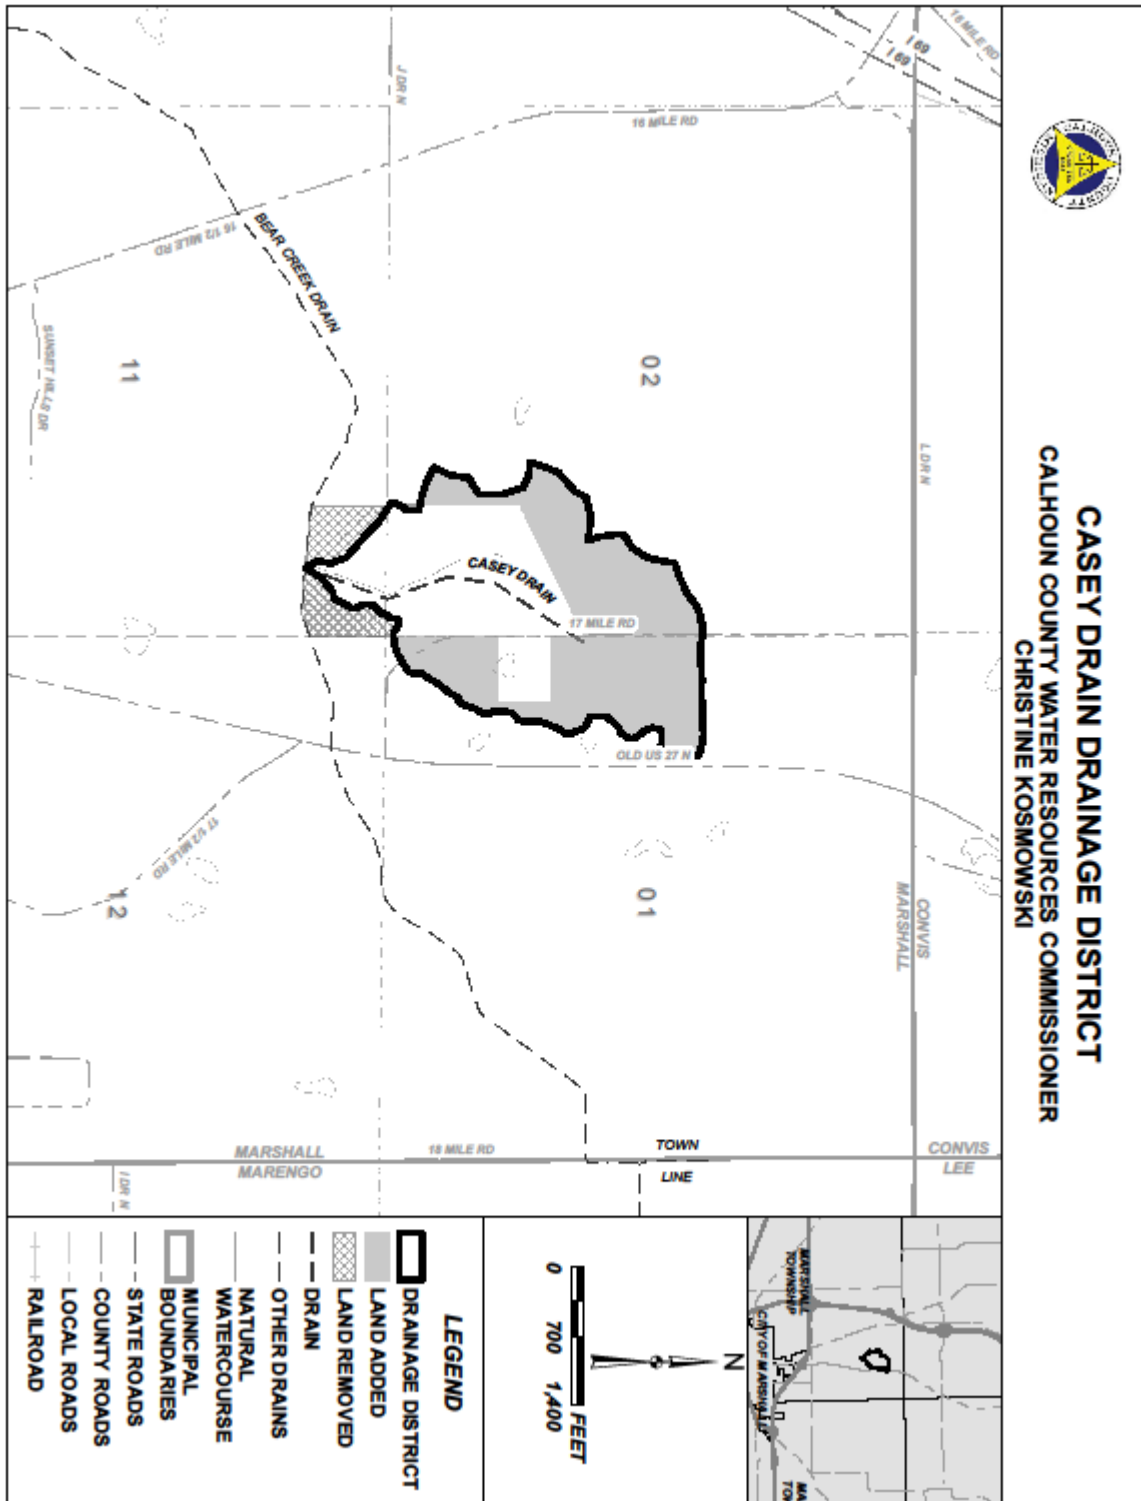 CASEY DRAIN DRAINAGE DISTRICT
CALHOUN COUNTY WATER RESOURCES COMMISSIONER
CHRISTINE KOSMOWSKI
16 MILE RD
I 69
I 69
L DR N
CONVIS
MARSHALL
CONVIS
LEE
16 MILE RD
02
01
TOWN
LINE
OLD US 27 N
17 MILE RD
CASEY DRAIN
J DR N
18 MILE RD
BEAR CREEK DRAIN
16 1/2 MILE RD
MARSHALL
MARENGO
17 1/2 MILE RD
11
12
SUNSET HILLS DR
I DR N
MARSHALL
TOWNSHIP
CITY OF MARSHALL
N
0 700 1,400
FEET
LEGEND
DRAINAGE DISTRICT
LAND ADDED
LAND REMOVED
DRAIN
OTHER DRAINS
NATURAL
WATERCOURSE
MUNICIPAL
BOUNDARIES
STATE ROADS
COUNTY ROADS
LOCAL ROADS
RAILROAD